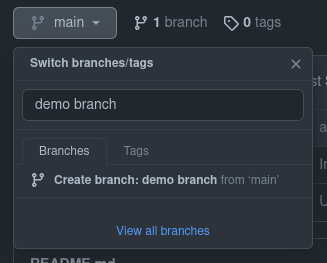 main
1 branch
0 tags
Switch branches/tags
demo branch
Branches
Tags
Create branch: demo branch from ‘main’
View all branches
README.md